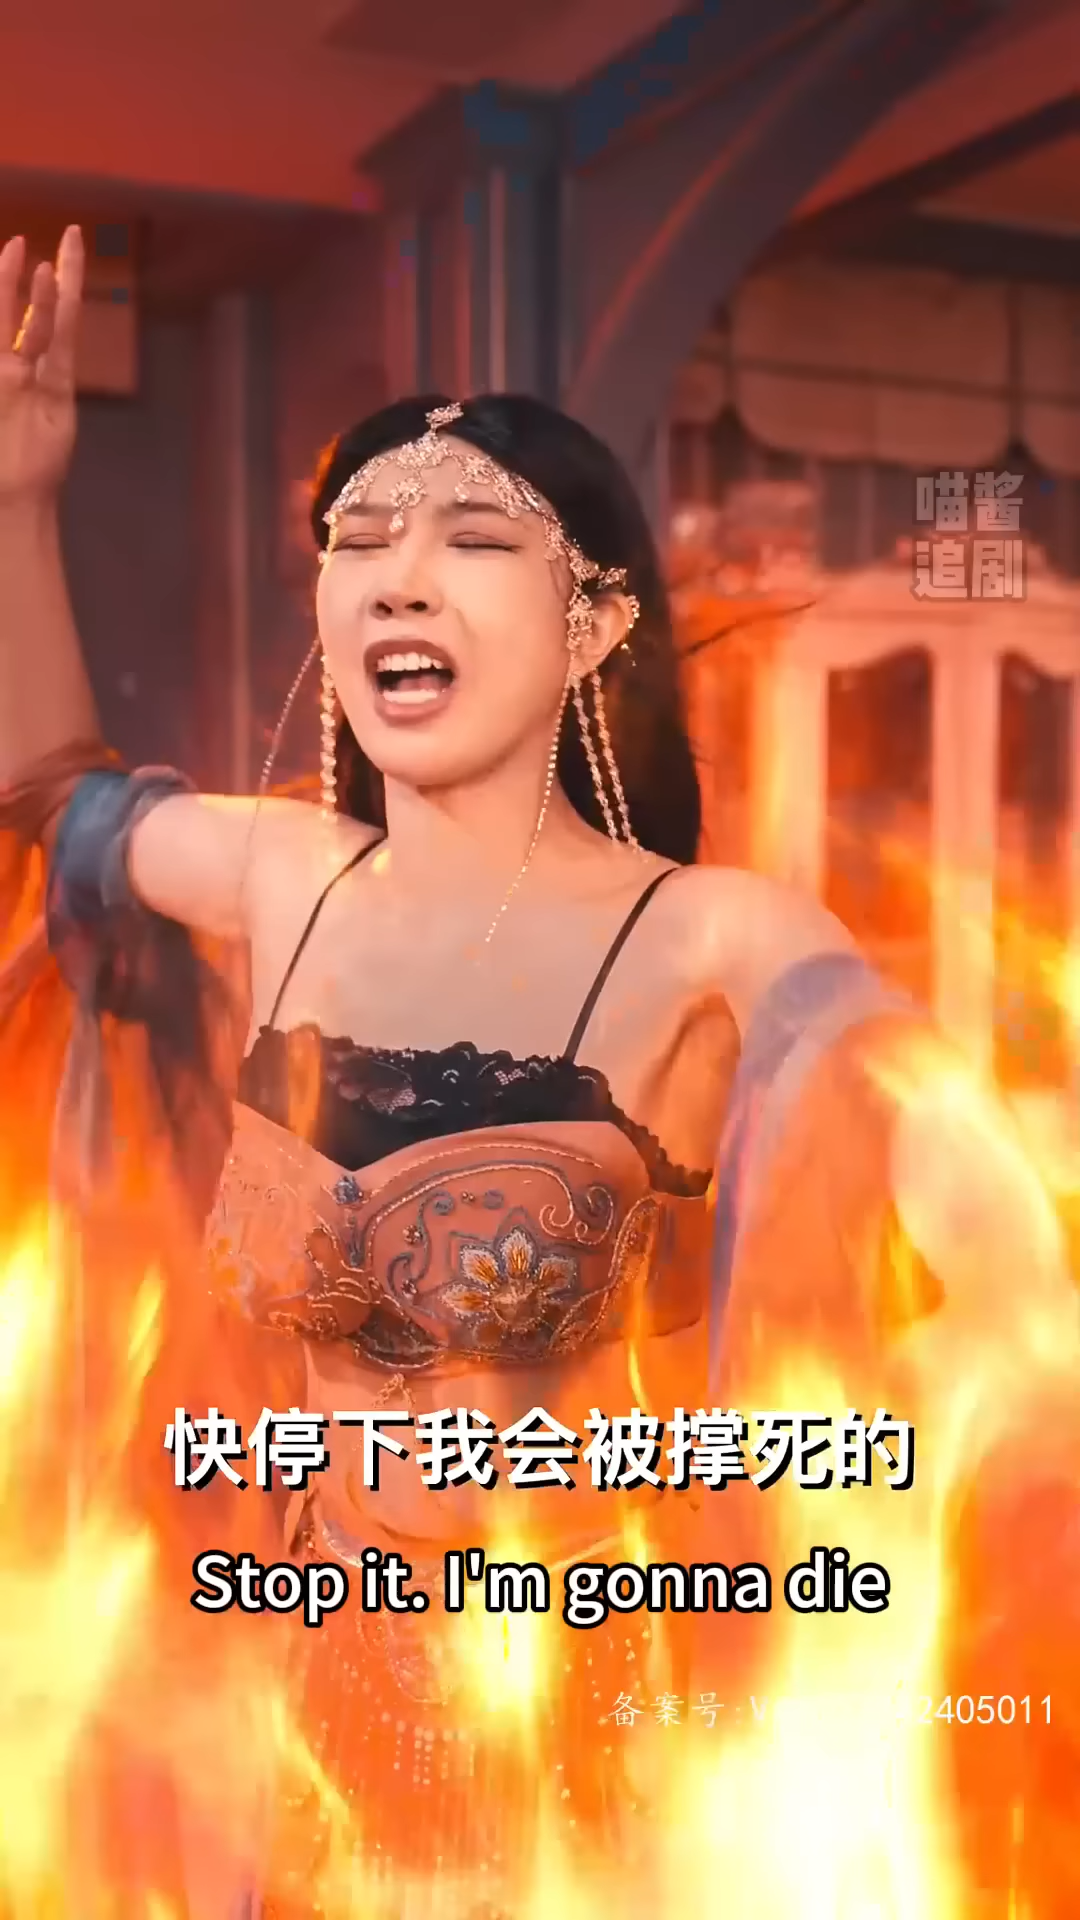 喵酱
追剧
快停下我会被撑死的
Stop it. I'm gonna die
备案号:V
2405011